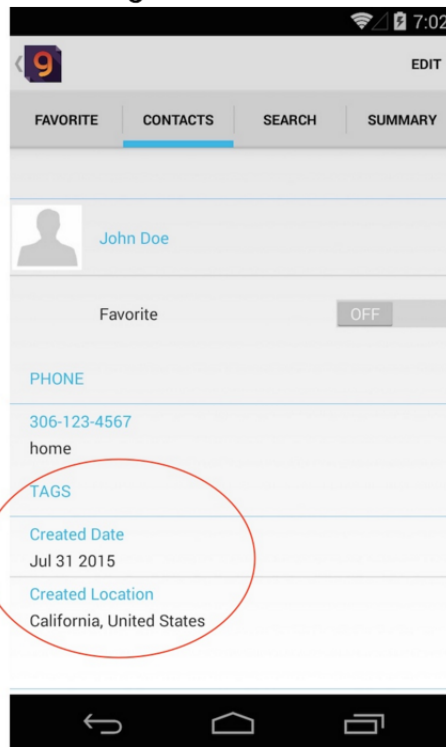 7:02
9
EDIT
FAVORITE CONTACTS SEARCH SUMMARY
John Doe
Favorite OFF
PHONE
306-123-4567
home
TAGS
Created Date
Jul 31 2015
Created Location
California, United States